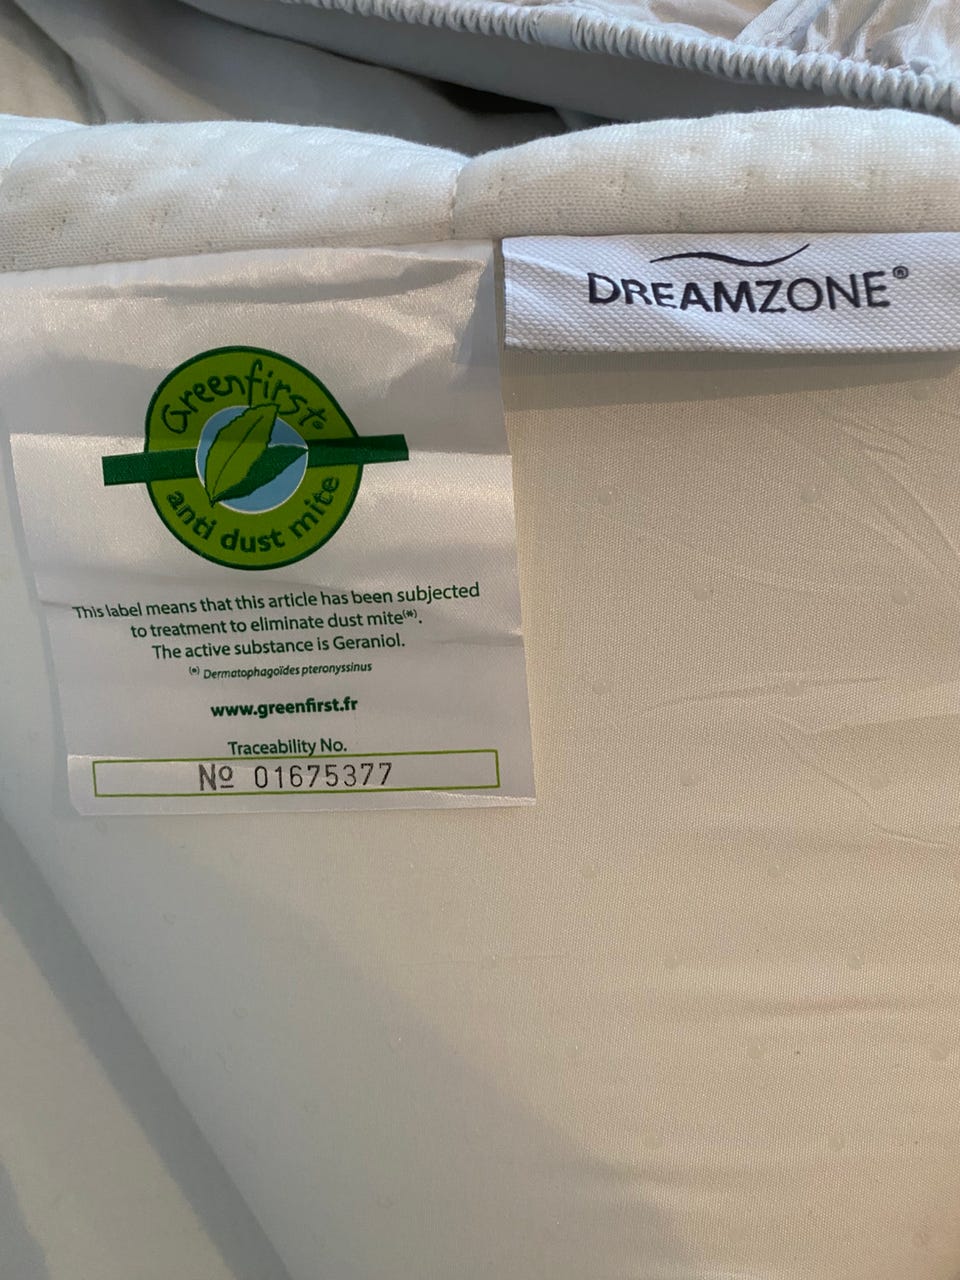 DREAMZONE®
Greenfirst®
anti dust mite
This label means that this article has been subjected
to treatment to eliminate dust mite(*).
The active substance is Geraniol.
(*) Dermatophagoïdes pteronyssinus
www.greenfirst.fr
Traceability No.
Nº 01675377